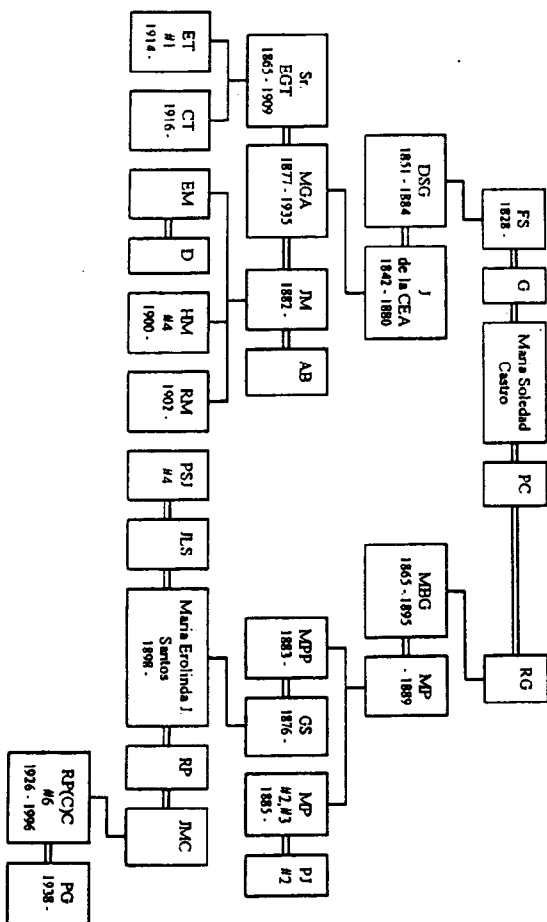 FS
1828 -
G
Maria Soledad
Castro
PC
RG
DSG
1851 - 1884
J
de la CEA
1842 - 1880
MBG
1865 - 1895
MP
- 1889
Sr.
EGT
1865 - 1909
MGA
1877 - 1935
JM
1882 -
AB
MPP
1883 -
GS
1876 -
MP
#2,#3
1885 -
PJ
#2
ET
#1
1914 -
CT
1916 -
EM
D
HM
#4
1900 -
RM
1902 -
PSJ
#4
JLS
Maria Erolinda J.
Santos
1898 -
RP
JMC
RP(C)C
#6
1926 - 1996
PG
1938 -